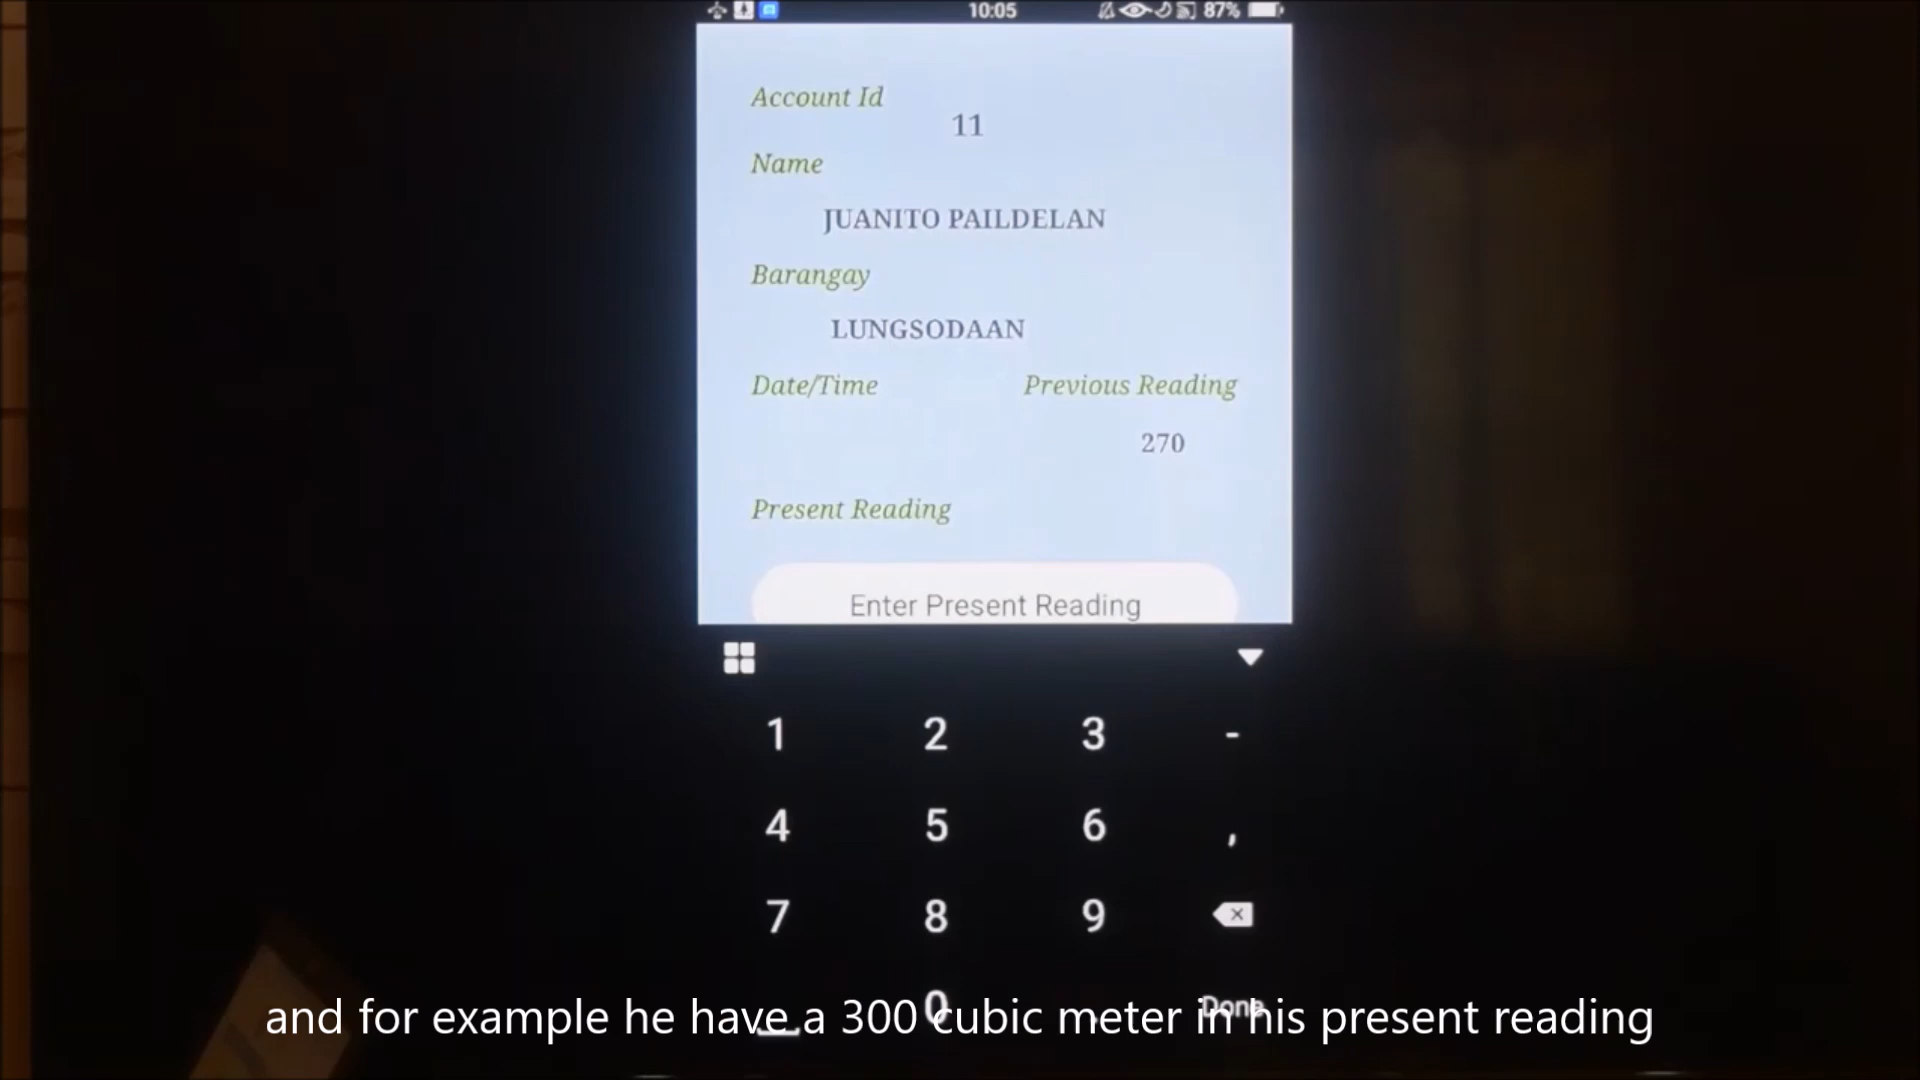 10:05 87%
Account Id
11
Name
JUANITO PAILDELAN
Barangay
LUNGSODAAN
Date/Time Previous Reading
270
Present Reading
Enter Present Reading
1 2 3 -
4 5 6 ,
7 8 9
0 Done
and for example he have a 300 cubic meter in his present reading